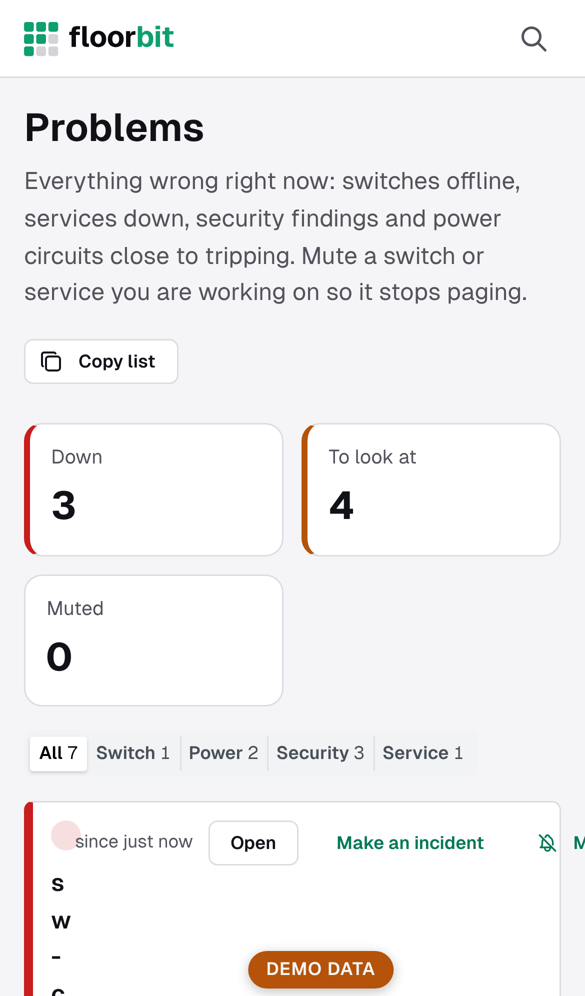 floorbit
Problems
Everything wrong right now: switches offline,
services down, security findings and power
circuits close to tripping. Mute a switch or
service you are working on so it stops paging.
Copy list
Down
3
To look at
4
Muted
0
All 7 Switch 1 Power 2 Security 3 Service 1
since just now Open Make an incident M
s
w
-
DEMO DATA